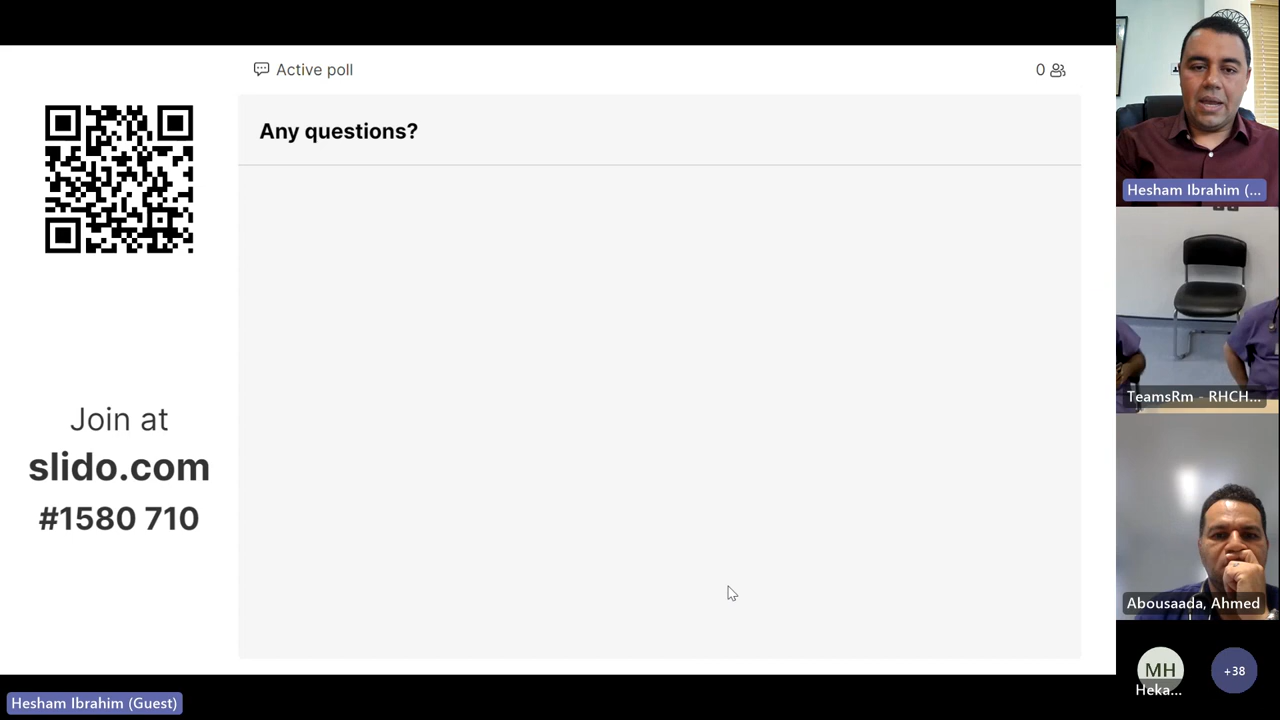 Active poll
0
Any questions?
Join at
slido.com
#1580 710
Hesham Ibrahim (Guest)
Hesham Ibrahim (...
TeamsRm - RHCH...
Abousaada, Ahmed
MH
Heka...
+38